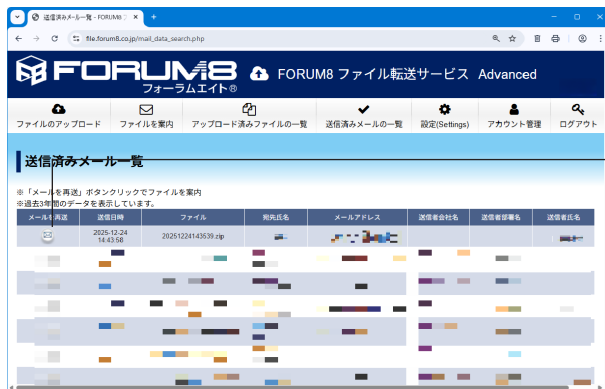 送信済みメール一覧 - FORUM8 :
file.forum8.co.jp/mail_data_search.php
FORUM8
フォーラムエイト®
FORUM8 ファイル転送サービス Advanced
ファイルのアップロード ファイルを案内 アップロード済みファイルの一覧 送信済みメールの一覧 設定(Settings) アカウント管理 ログアウト
送信済みメール一覧
※「メールを再送」ボタンクリックでファイルを案内
※過去3年間のデータを表示しています。
メールを再送 送信日時 ファイル 宛先氏名 メールアドレス 送信者会社名 送信者部署名 送信者氏名
2025-12-24
14:43:58
20251224143539.zip